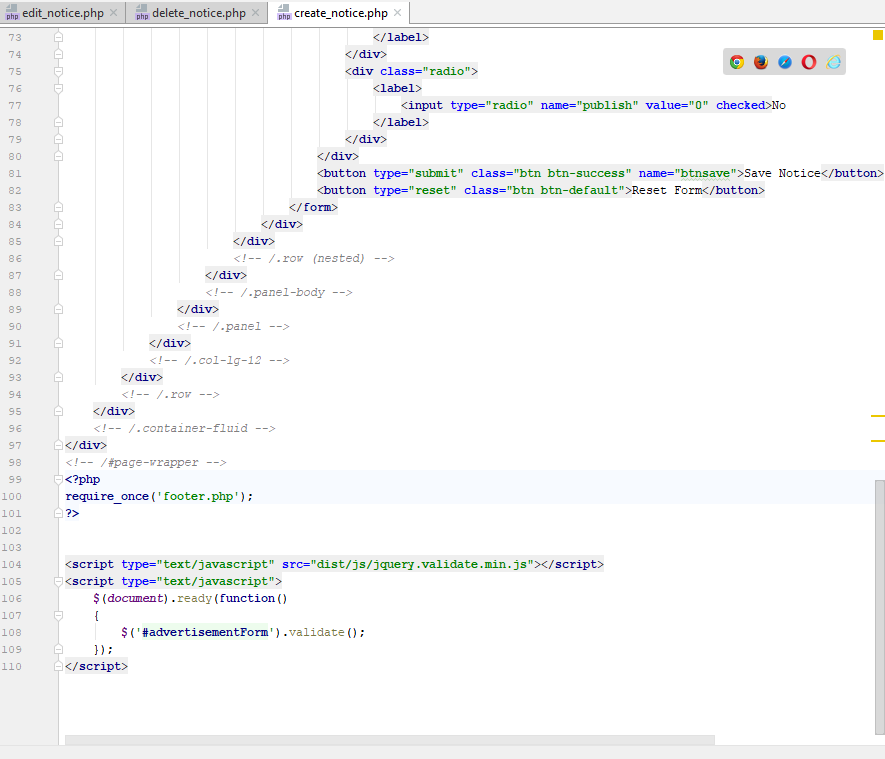 edit_notice.php
delete_notice.php
create_notice.php
73 </label>
74 </div>
75 <div class="radio">
76 <label>
77 <input type="radio" name="publish" value="0" checked>No
78 </label>
79 </div>
80 </div>
81 <button type="submit" class="btn btn-success" name="btnsave">Save Notice</button>
82 <button type="reset" class="btn btn-default">Reset Form</button>
83 </form>
84 </div>
85 </div>
86 <!-- /.row (nested) -->
87 </div>
88 <!-- /.panel-body -->
89 </div>
90 <!-- /.panel -->
91 </div>
92 <!-- /.col-lg-12 -->
93 </div>
94 <!-- /.row -->
95 </div>
96 <!-- /.container-fluid -->
97 </div>
98 <!-- /#page-wrapper -->
99 <?php
100 require_once('footer.php');
101 ?>
102
103
104 <script type="text/javascript" src="dist/js/jquery.validate.min.js"></script>
105 <script type="text/javascript">
106 $(document).ready(function()
107 {
108 $('#advertisementForm').validate();
109 });
110 </script>